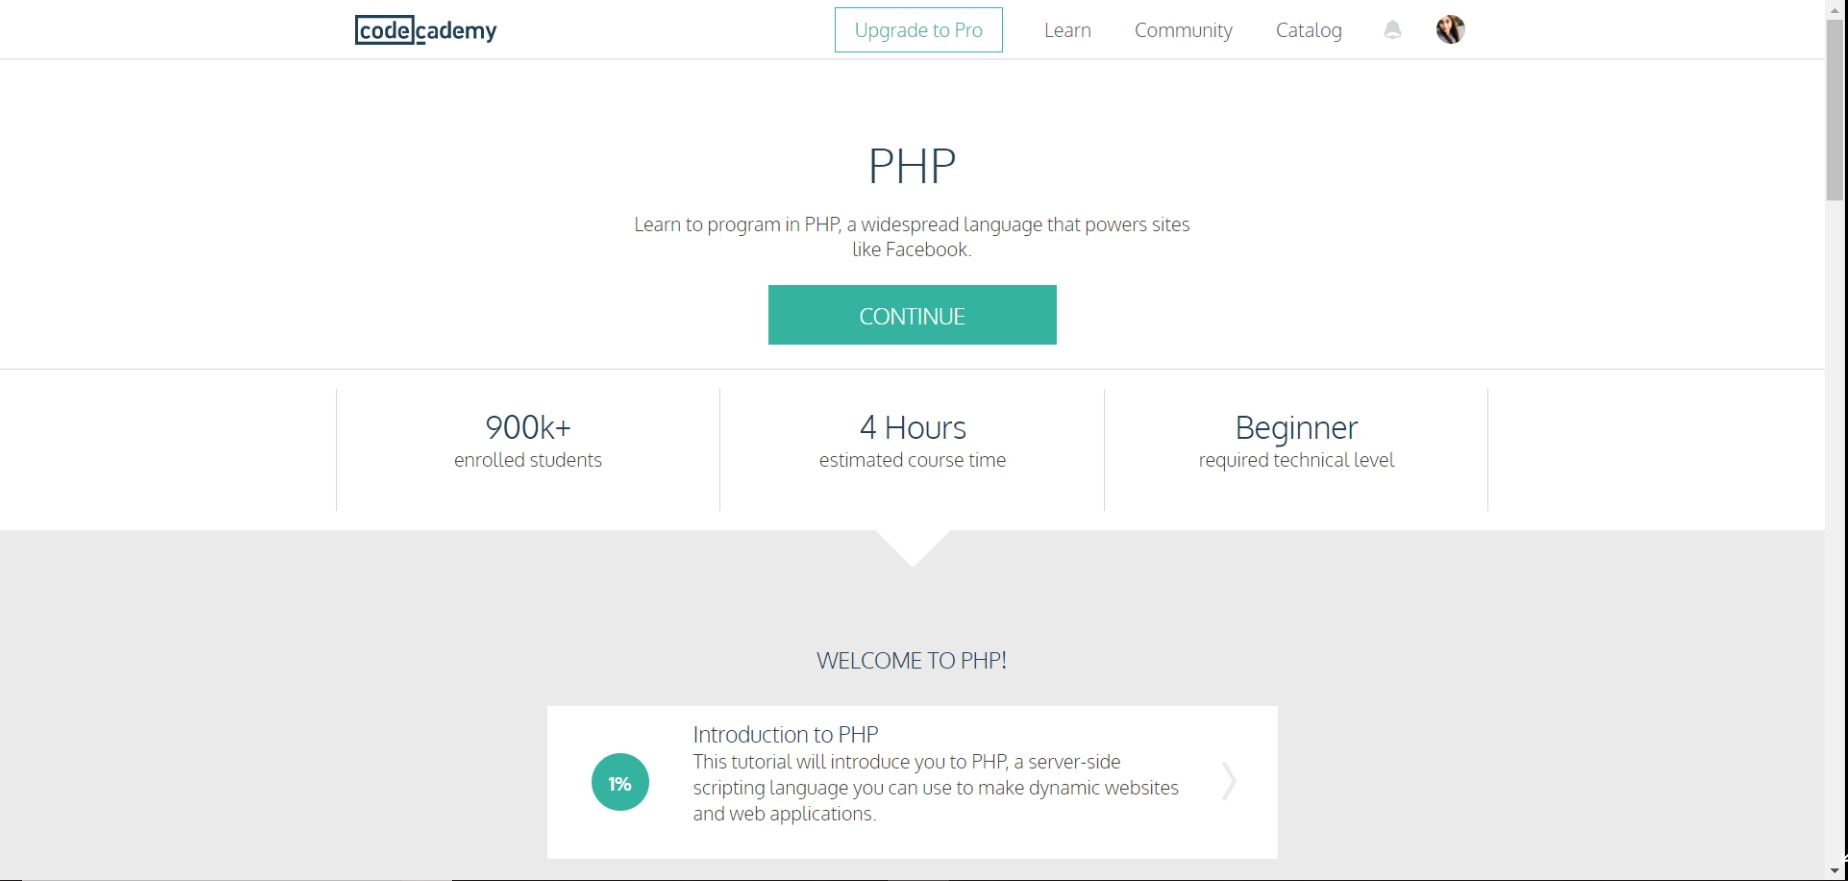 codecademy
Upgrade to Pro
Learn
Community
Catalog
PHP
Learn to program in PHP, a widespread language that powers sites
like Facebook.
CONTINUE
900k+
enrolled students
4 Hours
estimated course time
Beginner
required technical level
WELCOME TO PHP!
1%
Introduction to PHP
This tutorial will introduce you to PHP, a server-side
scripting language you can use to make dynamic websites
and web applications.